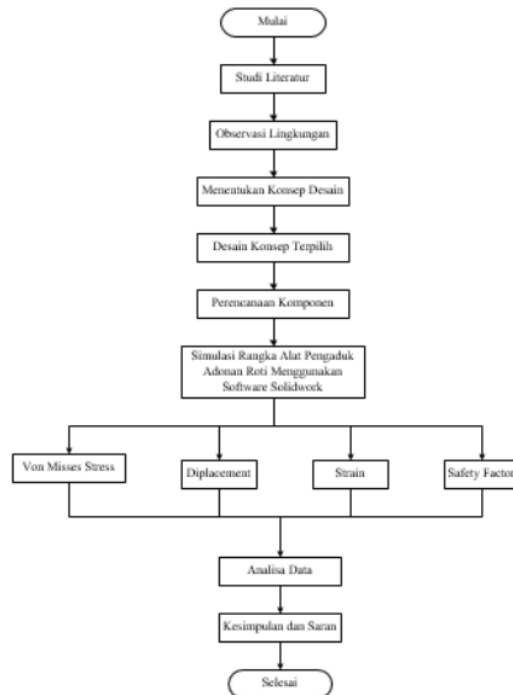 Mulai
Studi Literatur
Observasi Lingkungan
Menentukan Konsep Desain
Desain Konsep Terpilih
Perencanaan Komponen
Simulasi Rangka Alat Pengaduk
Adonan Roti Menggunakan
Software Solidwork
Von Misses Stress
Diplacement
Strain
Safety Factor
Analisa Data
Kesimpulan dan Saran
Selesai